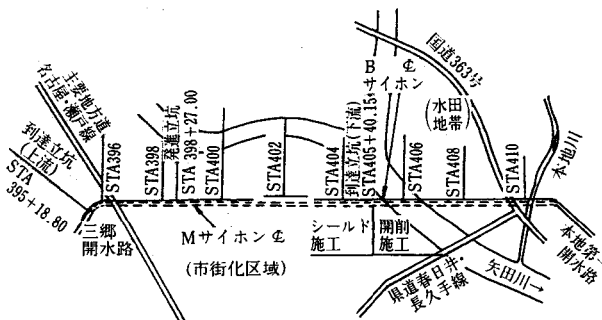 主要地方道
名古屋・瀬戸線
到達立坑
(上流)
STA
395+18.80
三郷
開水路
STA396
STA398
発進立坑
STA 398+27.00
STA400
STA402
STA404
到達立坑(下流)
STA405+40.15
STA406
STA408
STA410
B ℄
サイホン
国道363号
(水田
地帯)
本地川
Mサイホン℄
(市街化区域)
シールド
施工
開削
施工
県道春日井・
長久手線
矢田川→
本地第一
開水路